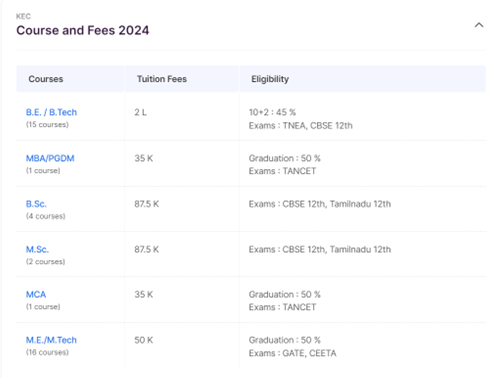 KEC
Course and Fees 2024
Courses Tuition Fees Eligibility
B.E. / B.Tech 2 L 10+2 : 45 %
(15 courses) Exams : TNEA, CBSE 12th
MBA/PGDM 35 K Graduation : 50 %
(1 course) Exams : TANCET
B.Sc. 87.5 K Exams : CBSE 12th, Tamilnadu 12th
(4 courses)
M.Sc. 87.5 K Exams : CBSE 12th, Tamilnadu 12th
(2 courses)
MCA 35 K Graduation : 50 %
(1 course) Exams : TANCET
M.E./M.Tech 50 K Graduation : 50 %
(16 courses) Exams : GATE, CEETA